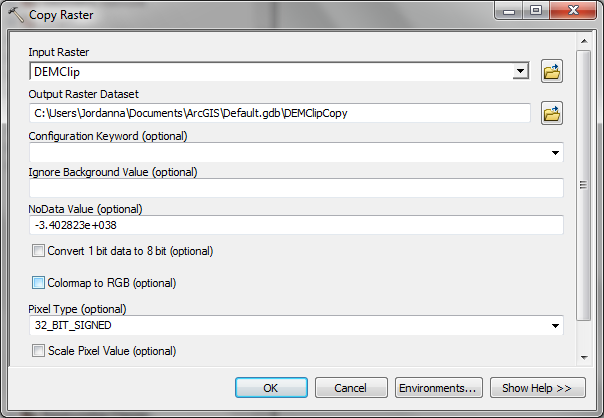 Copy Raster
Input Raster
DEMClip
Output Raster Dataset
C:\Users\Jordanna\Documents\ArcGIS\Default.gdb\DEMClipCopy
Configuration Keyword (optional)
Ignore Background Value (optional)
NoData Value (optional)
-3.402823e+038
Convert 1 bit data to 8 bit (optional)
Colormap to RGB (optional)
Pixel Type (optional)
32_BIT_SIGNED
Scale Pixel Value (optional)
OK Cancel Environments... Show Help >>